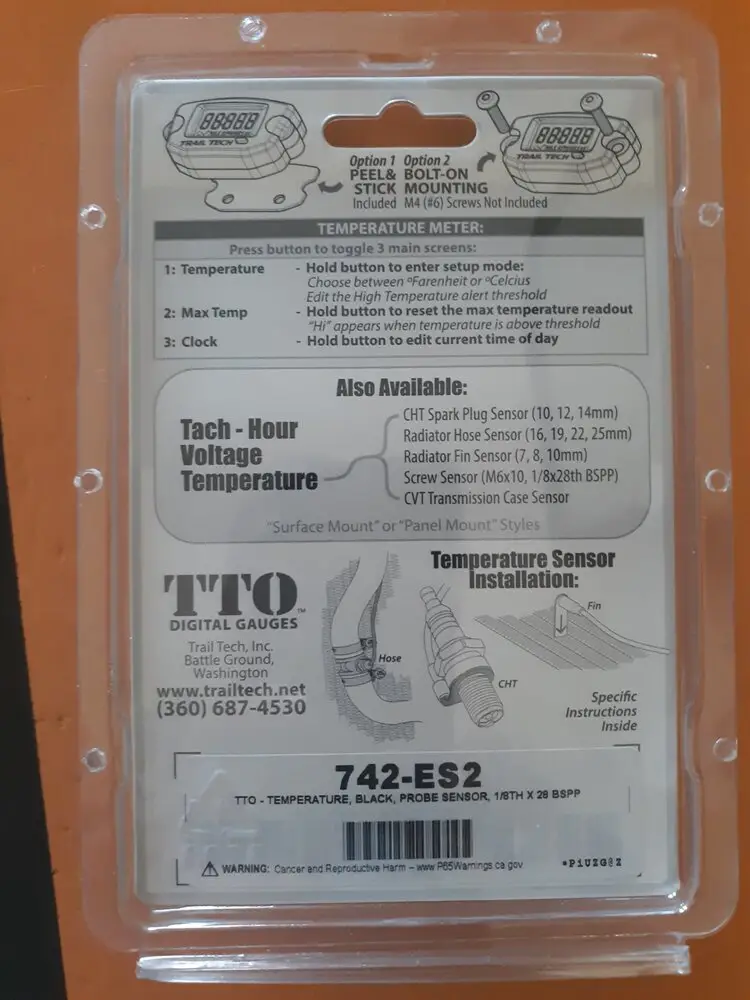 88888
TRAIL TECH
88888
TRAIL TECH
Option 1
PEEL&
STICK
Included
Option 2
BOLT-ON
MOUNTING
M4 (#6) Screws Not Included
TEMPERATURE METER:
Press button to toggle 3 main screens:
1: Temperature - Hold button to enter setup mode:
Choose between ºFarenheit or ºCelcius
Edit the High Temperature alert threshold
2: Max Temp - Hold button to reset the max temperature readout
"Hi" appears when temperature is above threshold
3: Clock - Hold button to edit current time of day
Also Available:
Tach - Hour
Voltage
Temperature
CHT Spark Plug Sensor (10, 12, 14mm)
Radiator Hose Sensor (16, 19, 22, 25mm)
Radiator Fin Sensor (7, 8, 10mm)
Screw Sensor (M6x10, 1/8x28th BSPP)
CVT Transmission Case Sensor
"Surface Mount" or "Panel Mount" Styles
TTO™
DIGITAL GAUGES
Trail Tech, Inc.
Battle Ground,
Washington
www.trailtech.net
(360) 687-4530
Temperature Sensor
Installation:
Hose
CHT
Fin
Specific
Instructions
Inside
742-ES2
TTO - TEMPERATURE, BLACK, PROBE SENSOR, 1/8TH X 28 BSPP
WARNING: Cancer and Reproductive Harm – www.P65Warnings.ca.gov
*P1UZG@Z